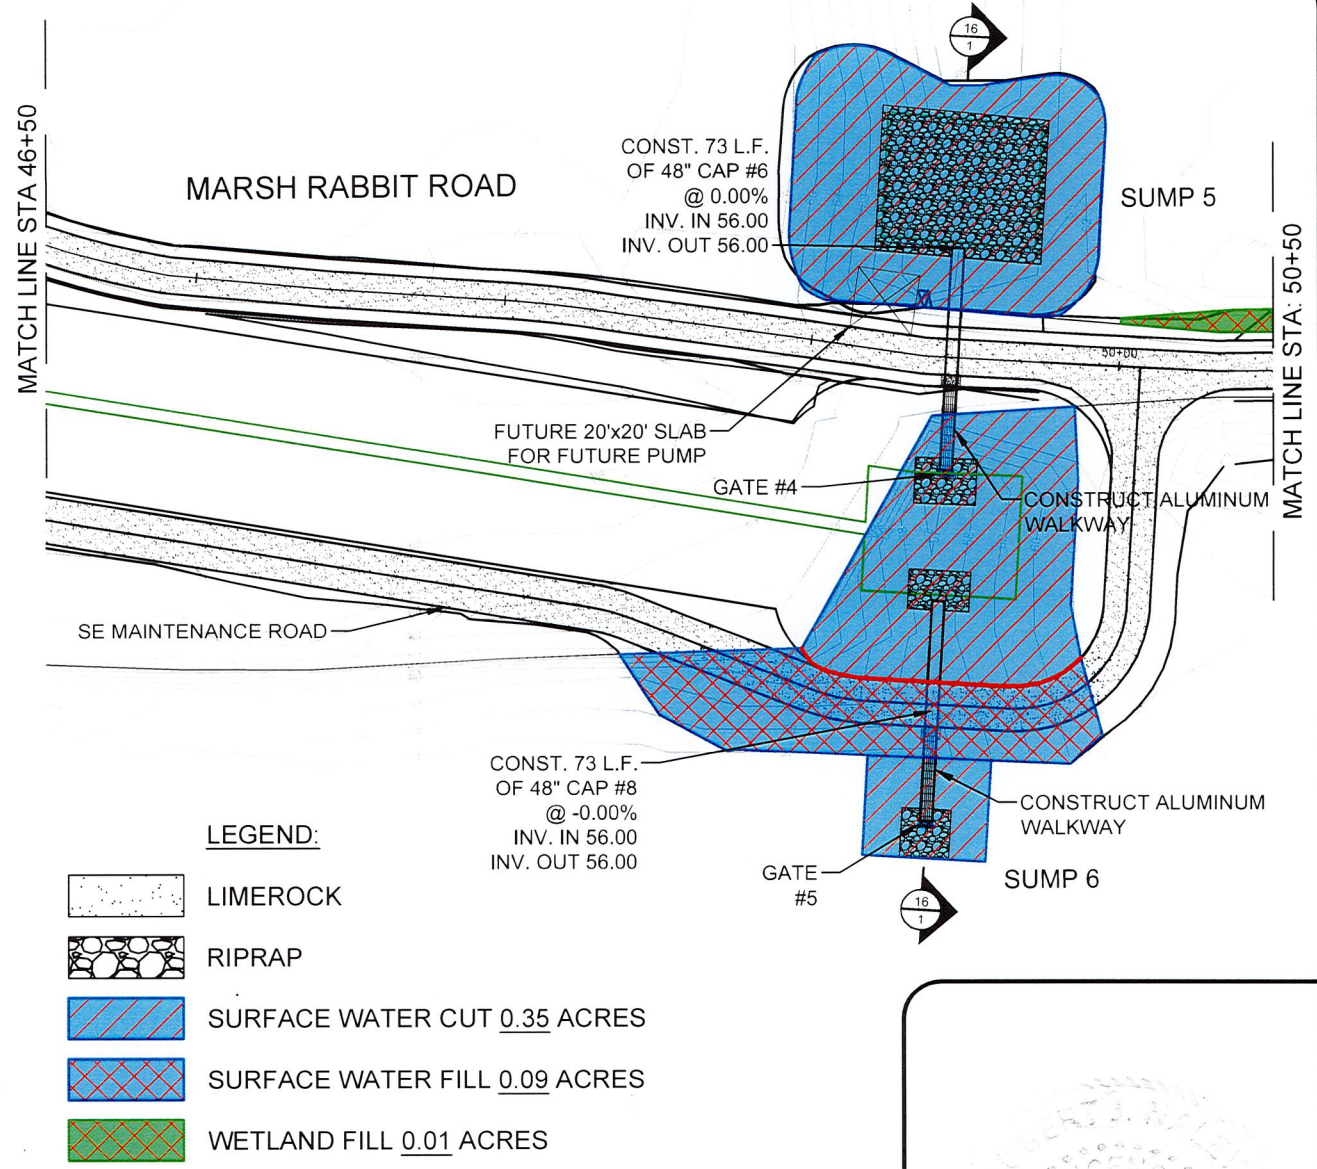 16
1
MATCH LINE STA 46+50
MARSH RABBIT ROAD
CONST. 73 L.F.
OF 48" CAP #6
@ 0.00%
INV. IN 56.00
INV. OUT 56.00
SUMP 5
MATCH LINE STA: 50+50
50+00
FUTURE 20'x20' SLAB
FOR FUTURE PUMP
GATE #4
CONSTRUCT ALUMINUM
WALKWAY
SE MAINTENANCE ROAD
CONST. 73 L.F.
OF 48" CAP #8
@ -0.00%
INV. IN 56.00
INV. OUT 56.00
CONSTRUCT ALUMINUM
WALKWAY
GATE
#5
SUMP 6
16
1
LEGEND:
LIMEROCK
RIPRAP
SURFACE WATER CUT 0.35 ACRES
SURFACE WATER FILL 0.09 ACRES
WETLAND FILL 0.01 ACRES